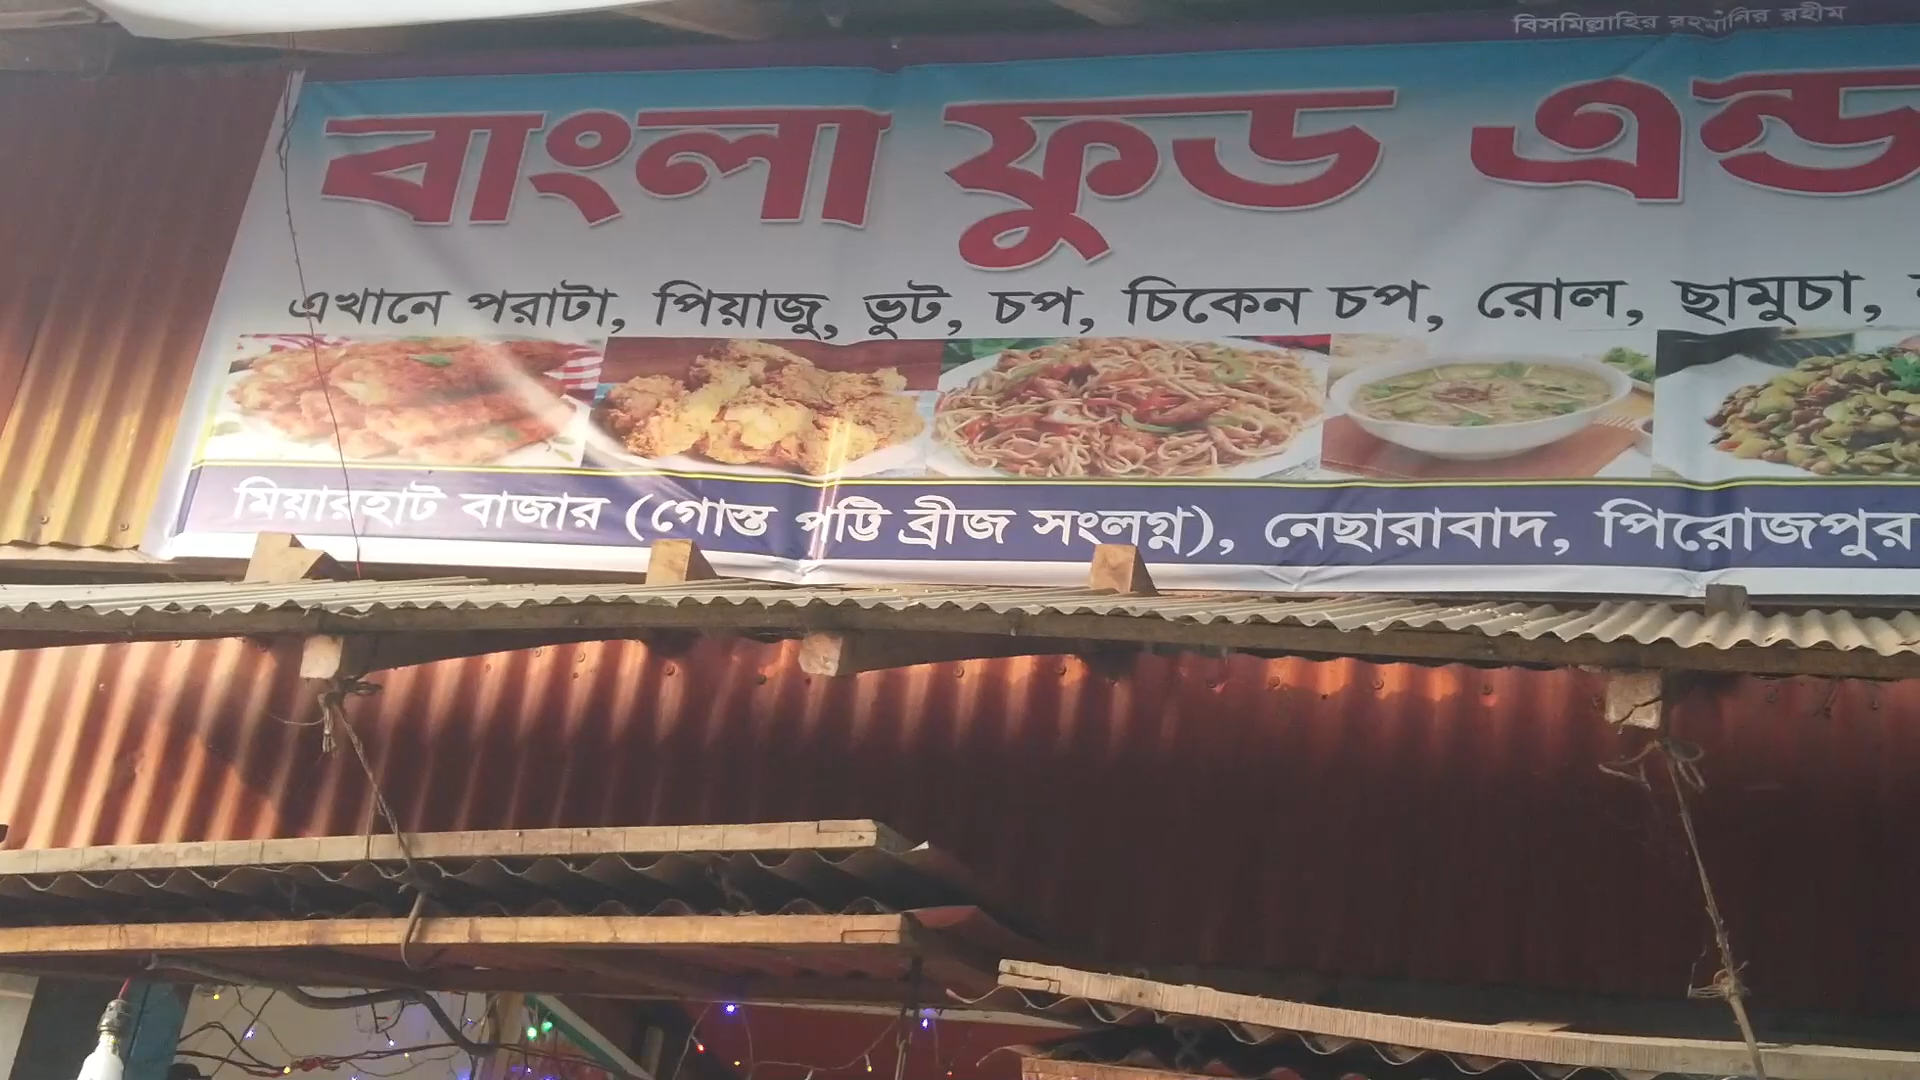 বিসমিল্লাহির রহমানির রহীম
বাংলা ফুড এন্ড
এখানে পরাটা, পিয়াজু, ভুট, চপ, চিকেন চপ, রোল, ছামুচা,
মিয়ারহাট বাজার (গোস্ত পট্টি ব্রীজ সংলগ্ন), নেছারাবাদ, পিরোজপুর